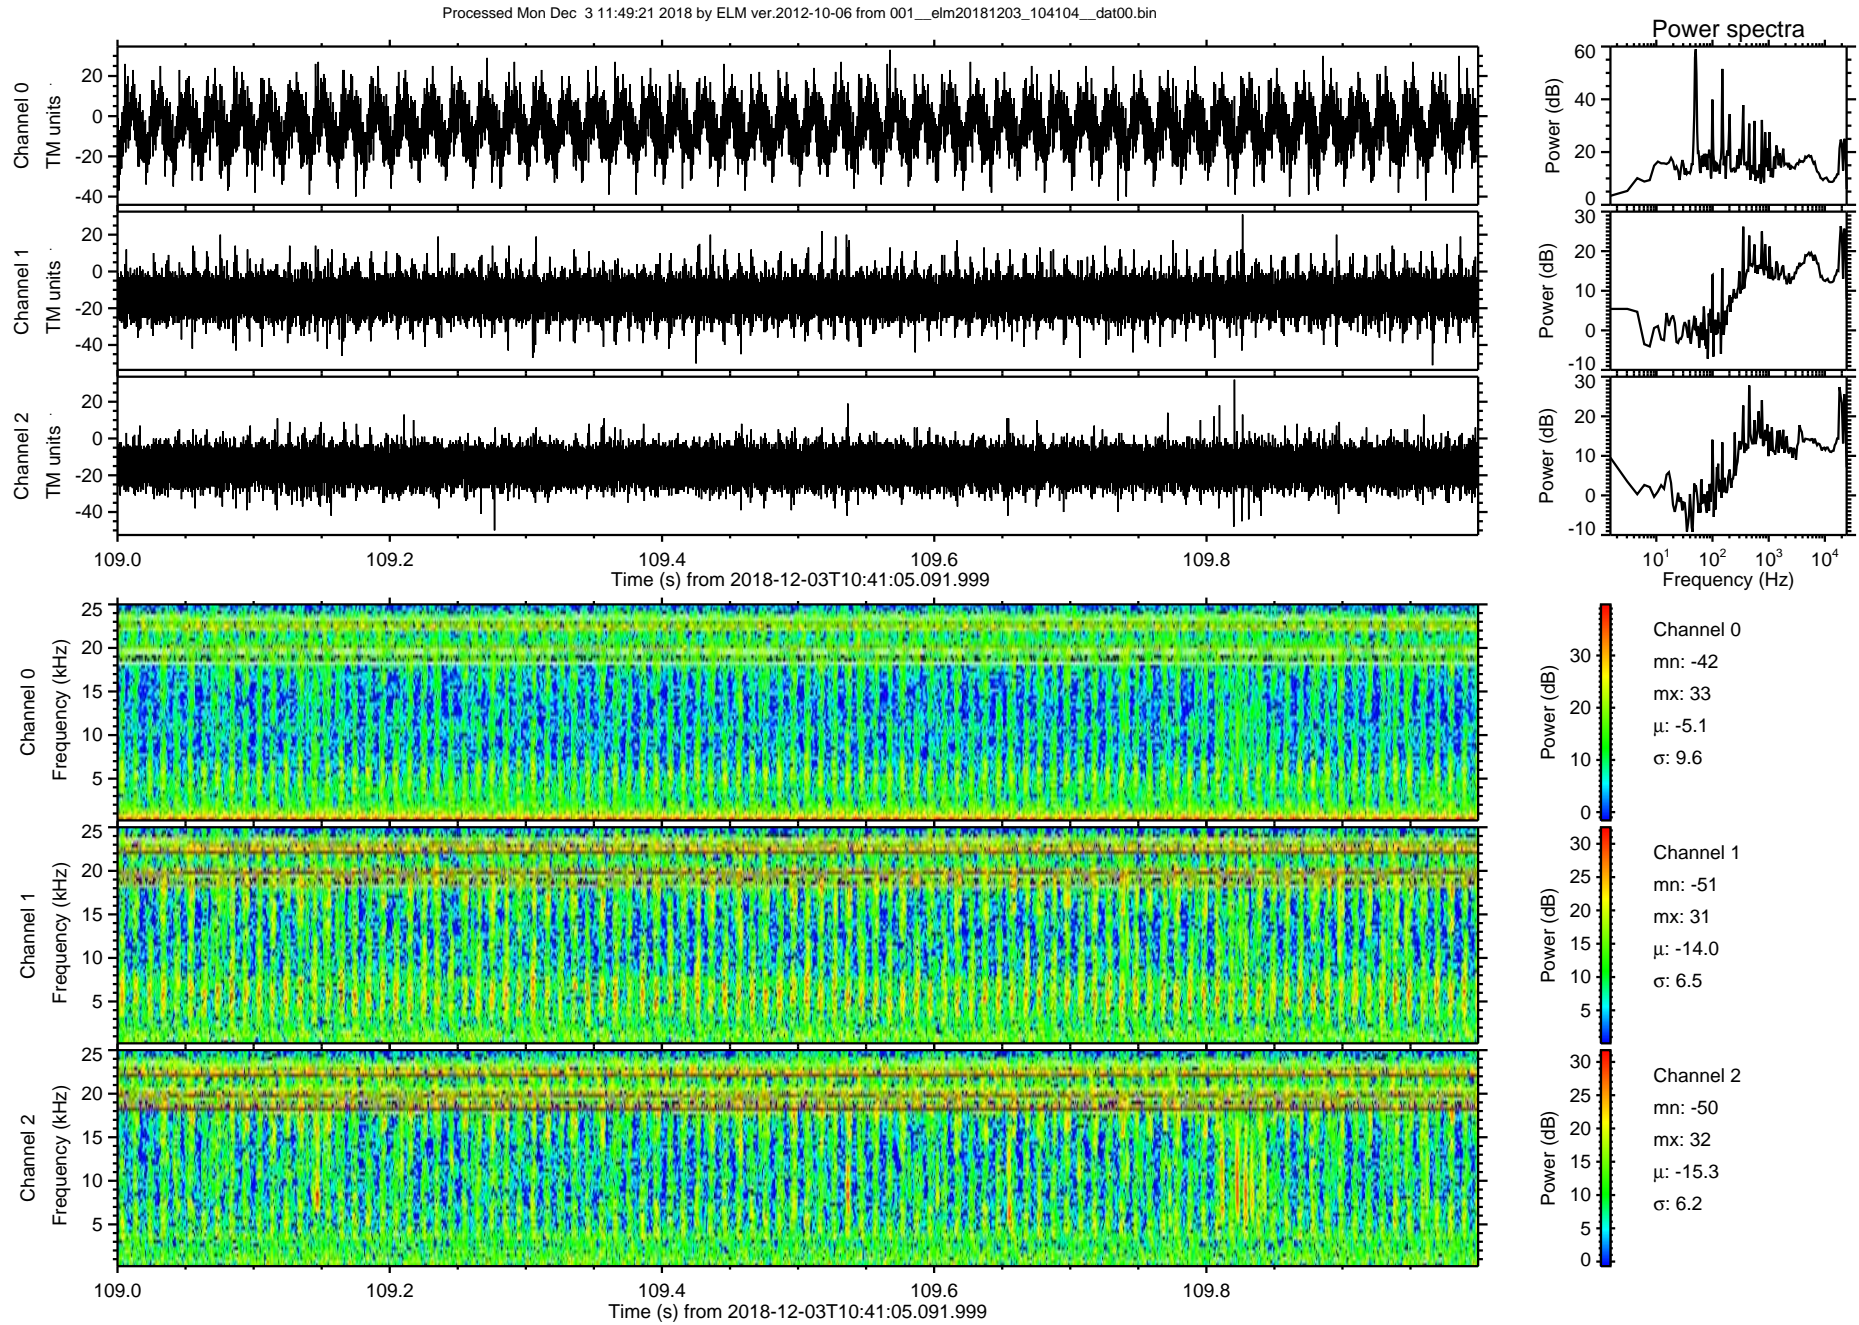 Processed Mon Dec  3 11:49:21 2018 by ELM ver.2012-10-06 from 001__elm20181203_104104__dat00.bin
Power spectra
Channel 0
TM units
20
0
-20
-40
Power (dB)
60
40
20
0
Channel 1
TM units
20
0
-20
-40
Power (dB)
30
20
10
0
-10
Channel 2
TM units
20
0
-20
-40
Power (dB)
30
20
10
0
-10
109.0 109.2 109.4 109.6 109.8
Time (s) from 2018-12-03T10:41:05.091.999
10^1 10^2 10^3 10^4
Frequency (Hz)
Channel 0
Frequency (kHz)
25
20
15
10
5
Power (dB)
30
20
10
0
Channel 0
mn: -42
mx: 33
μ: -5.1
σ: 9.6
Channel 1
Frequency (kHz)
25
20
15
10
5
Power (dB)
30
25
20
15
10
5
Channel 1
mn: -51
mx: 31
μ: -14.0
σ: 6.5
Channel 2
Frequency (kHz)
25
20
15
10
5
Power (dB)
30
25
20
15
10
5
0
Channel 2
mn: -50
mx: 32
μ: -15.3
σ: 6.2
109.0 109.2 109.4 109.6 109.8
Time (s) from 2018-12-03T10:41:05.091.999